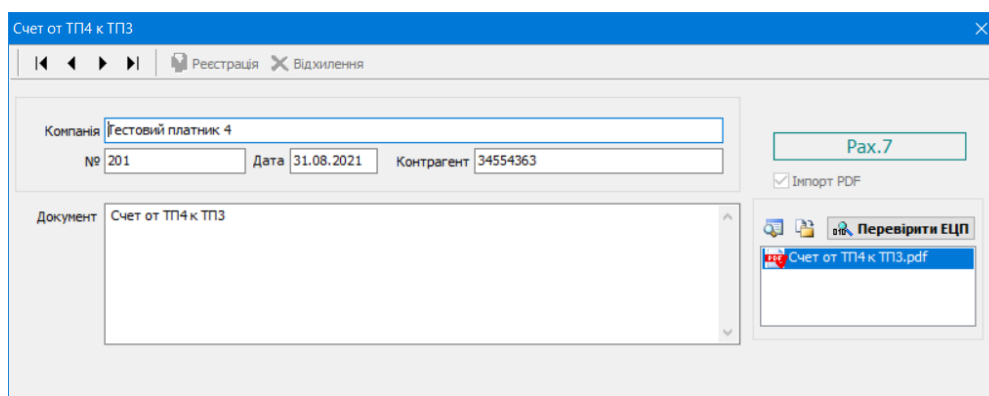 Счет от ТП4 к ТП3
Реєстрація Відхилення
Компанія Тестовий платник 4
№ 201 Дата 31.08.2021 Контрагент 34554363
Рах.7
Імпорт PDF
Документ Счет от ТП4 к ТП3
Перевірити ЕЦП
Счет от ТП4 к ТП3.pdf